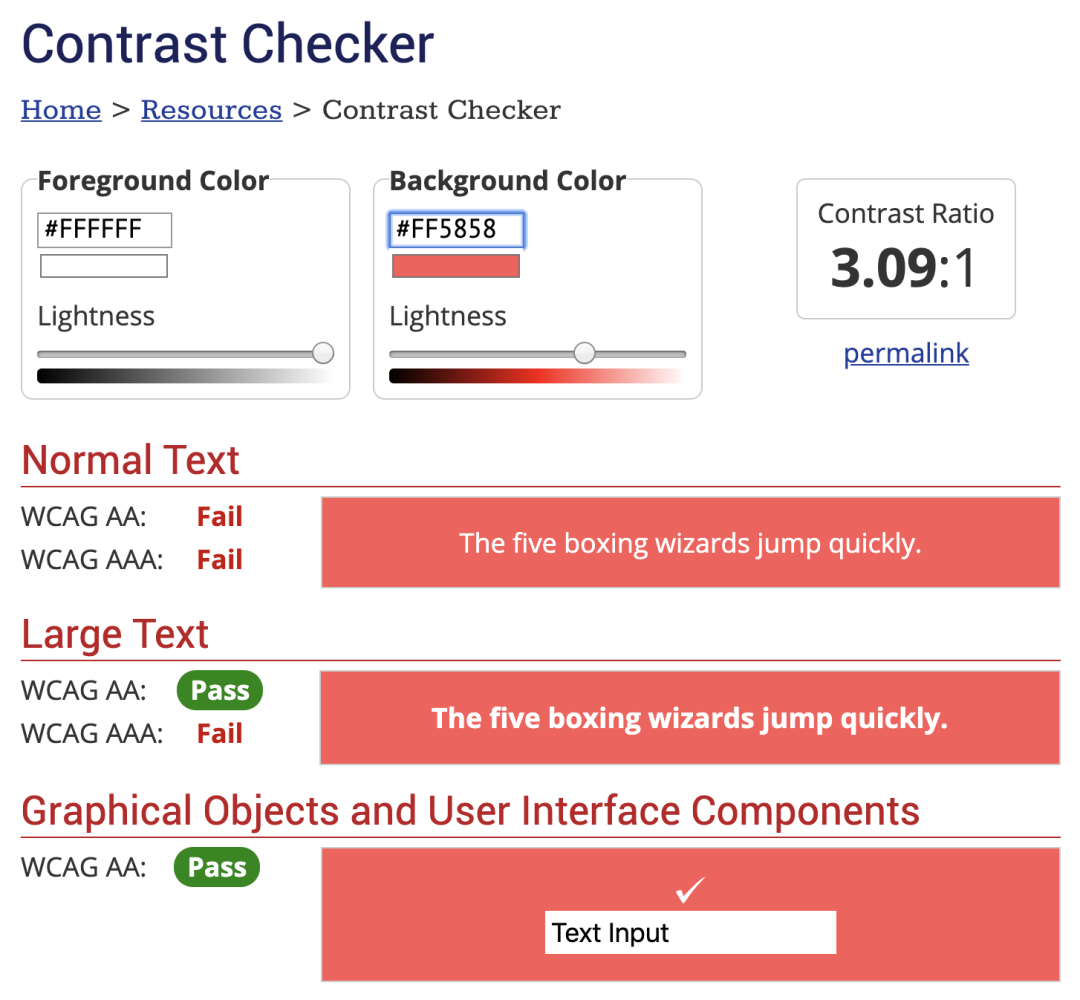 Contrast Checker
Home > Resources > Contrast Checker
Foreground Color
#FFFFFF
Lightness
Background Color
#FF5858
Lightness
Contrast Ratio
3.09:1
permalink
Normal Text
WCAG AA: Fail
WCAG AAA: Fail
The five boxing wizards jump quickly.
Large Text
WCAG AA: Pass
WCAG AAA: Fail
The five boxing wizards jump quickly.
Graphical Objects and User Interface Components
WCAG AA: Pass
✓
Text Input